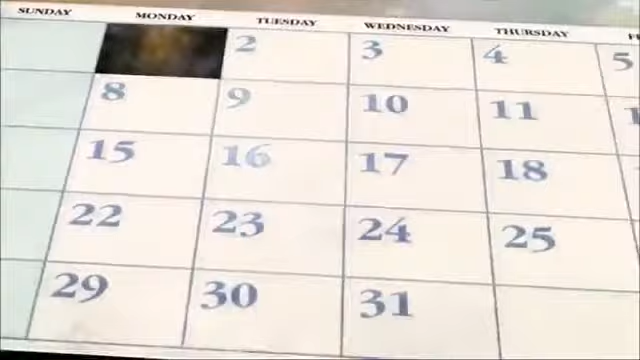 SUNDAY MONDAY TUESDAY WEDNESDAY THURSDAY
2 3 4 5
8 9 10 11
15 16 17 18
22 23 24 25
29 30 31